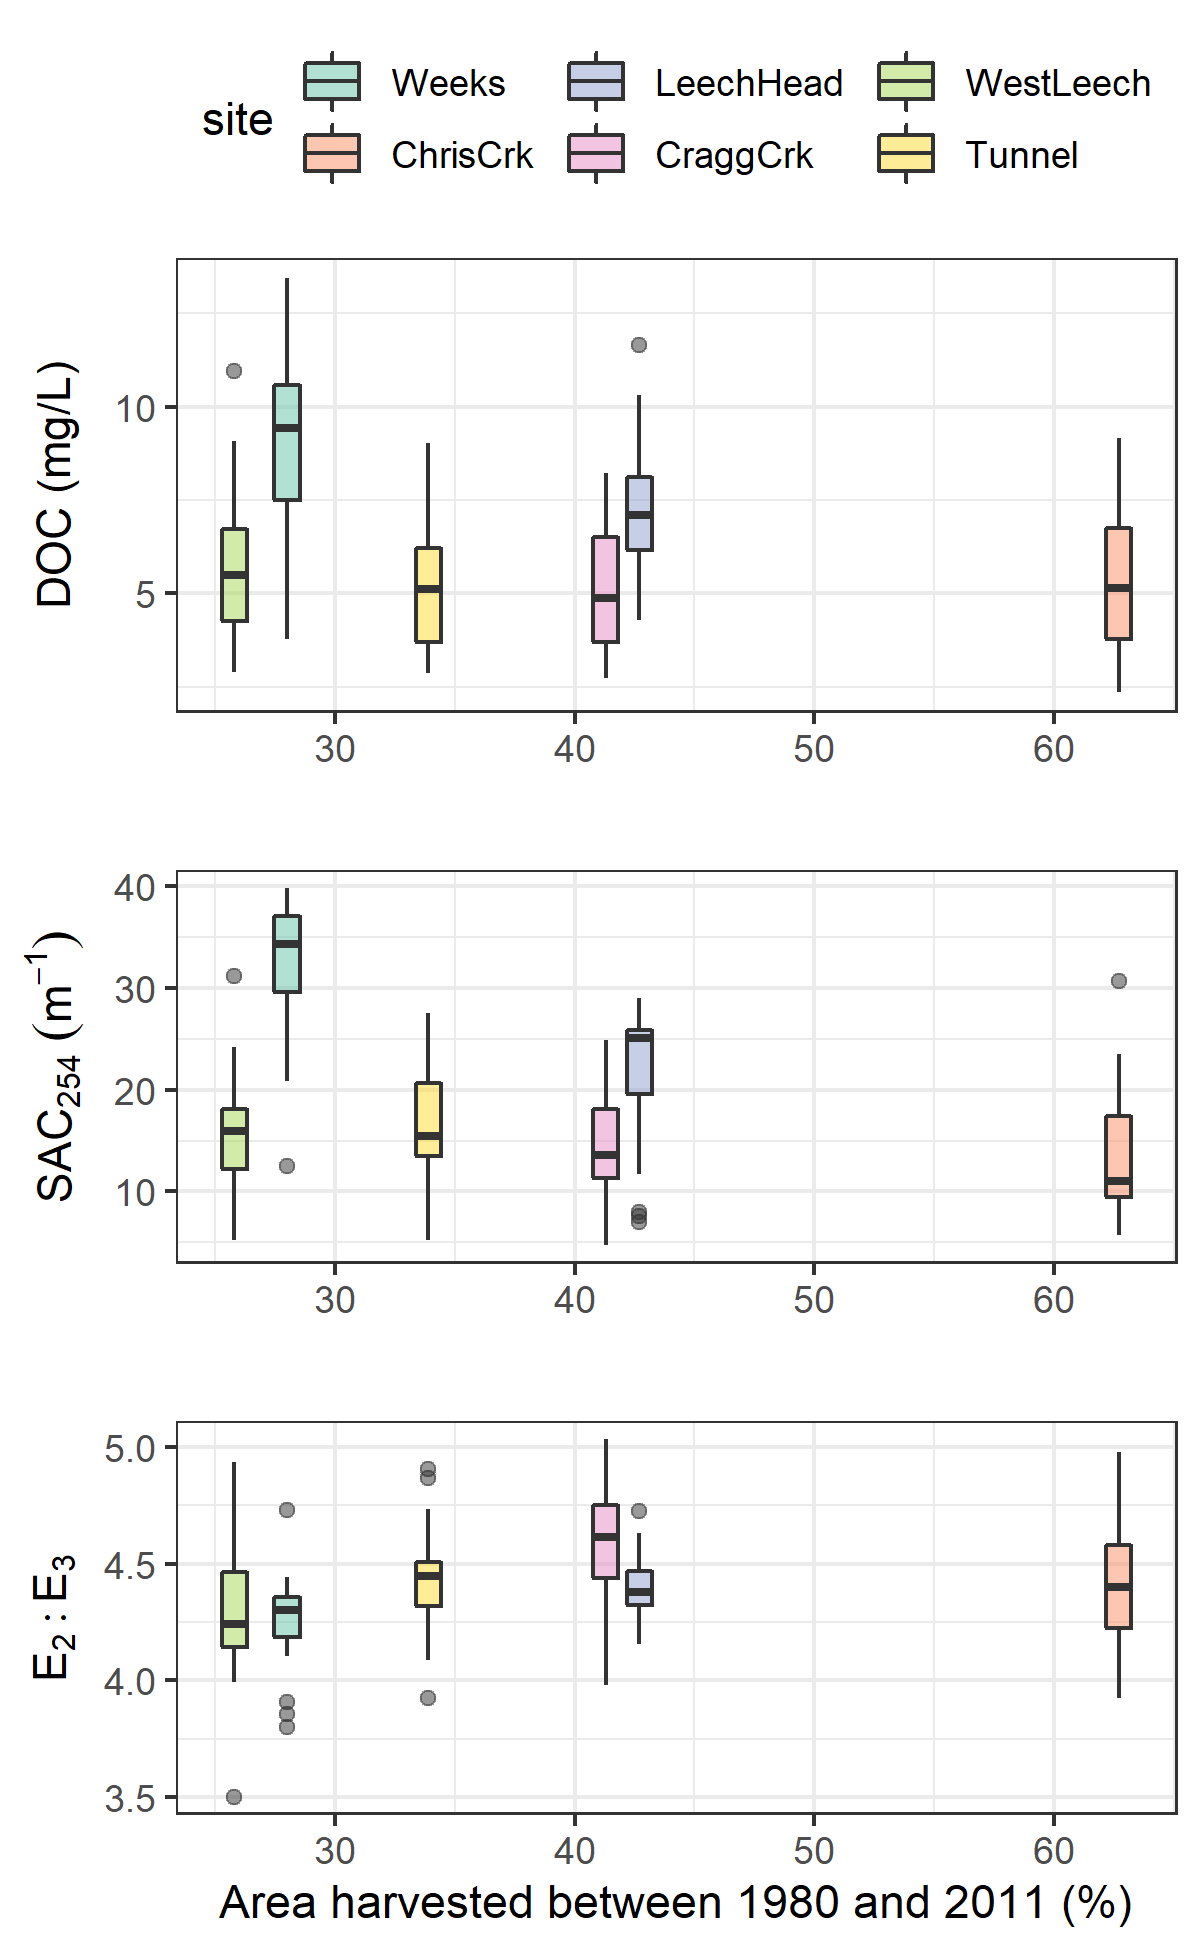 site
Weeks
LeechHead
WestLeech
ChrisCrk
CraggCrk
Tunnel
DOC (mg/L)
10
5
30 40 50 60
SAC₂₅₄ (m⁻¹)
40
30
20
10
30 40 50 60
E₂ : E₃
5.0
4.5
4.0
3.5
30 40 50 60
Area harvested between 1980 and 2011 (%)